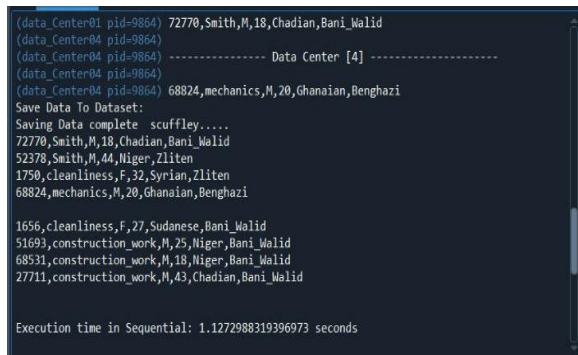 (data_Center01 pid=9864) 72770,Smith,M,18,Chadian,Bani_Walid
(data_Center04 pid=9864)
(data_Center04 pid=9864) ---------------- Data Center [4] ---------------------
(data_Center04 pid=9864)
(data_Center04 pid=9864) 68824,mechanics,M,20,Ghanaian,Benghazi
Save Data To Dataset:
Saving Data complete  scuffley.....
72770,Smith,M,18,Chadian,Bani_Walid
52378,Smith,M,44,Niger,Zliten
1750,cleanliness,F,32,Syrian,Zliten
68824,mechanics,M,20,Ghanaian,Benghazi
1656,cleanliness,F,27,Sudanese,Bani_Walid
51693,construction_work,M,25,Niger,Bani_Walid
68531,construction_work,M,18,Niger,Bani_Walid
27711,construction_work,M,43,Chadian,Bani_Walid
Execution time in Sequential: 1.1272988319396973 seconds